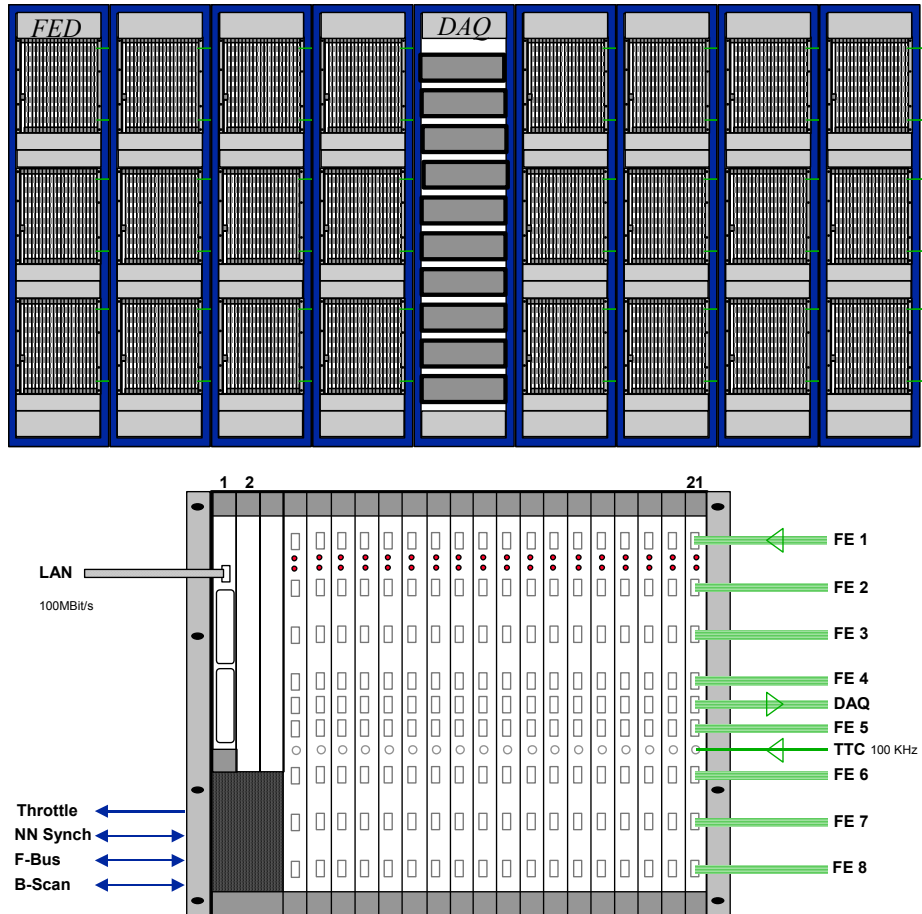 FED
DAQ
1 2 21
FE 1
LAN
FE 2
100MBit/s
FE 3
FE 4
DAQ
FE 5
TTC 100 KHz
FE 6
Throttle
FE 7
NN Synch
F-Bus
FE 8
B-Scan